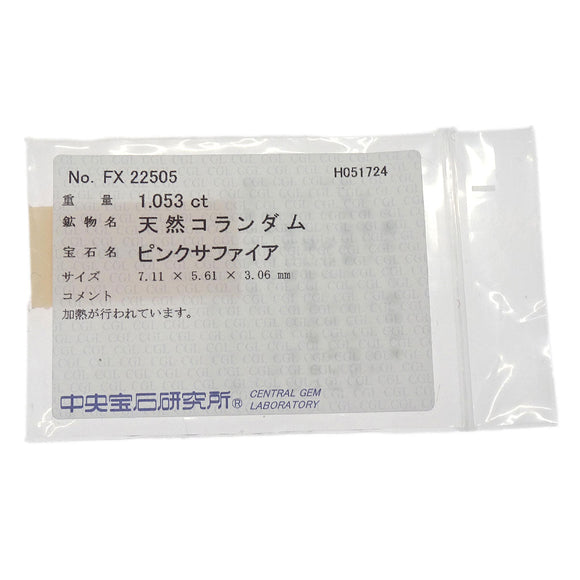 No. FX 22505 H051724
重量 1.053 ct
鉱物名 天然コランダム
宝石名 ピンクサファイア
サイズ 7.11 × 5.61 × 3.06 mm
コメント
加熱が行われています。
中央宝石研究所® CENTRAL GEM
LABORATORY